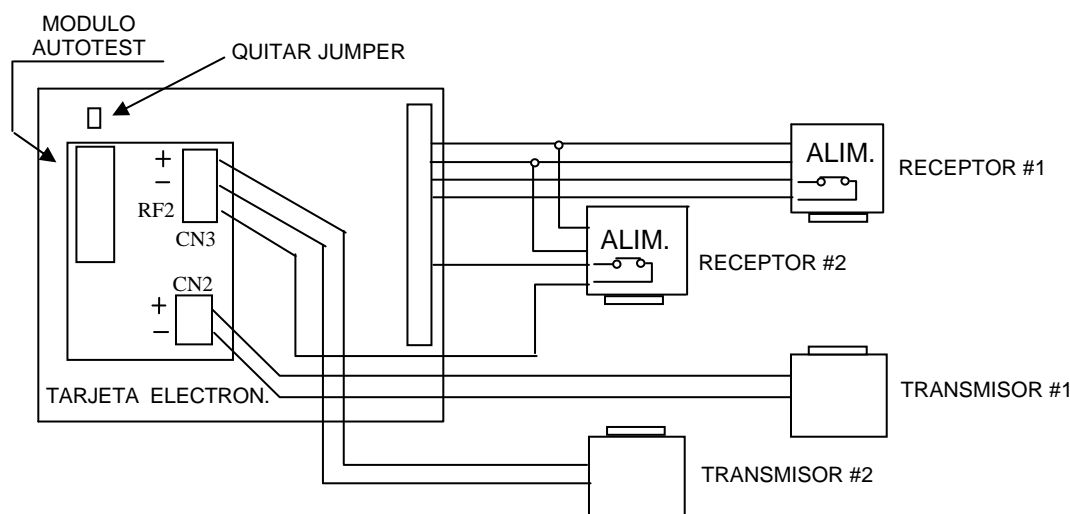 MODULO
AUTOTEST
QUITAR JUMPER
+
−
RF2
CN3
CN2
+
−
TARJETA ELECTRON.
ALIM.
RECEPTOR #1
ALIM.
RECEPTOR #2
TRANSMISOR #1
TRANSMISOR #2